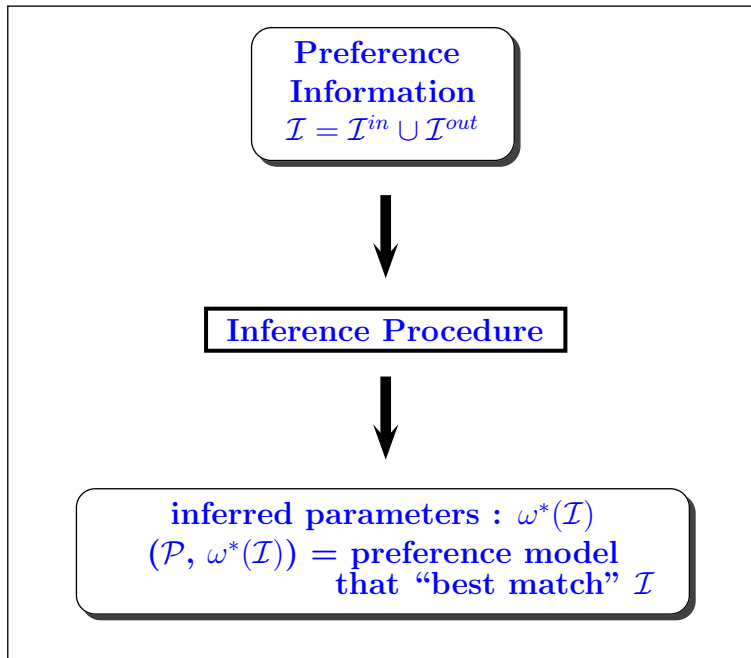 Preference
Information
𝓘 = 𝓘^{in} ∪ 𝓘^{out}
Inference Procedure
inferred parameters : ω*(𝓘)
(𝓟, ω*(𝓘)) = preference model
that “best match” 𝓘